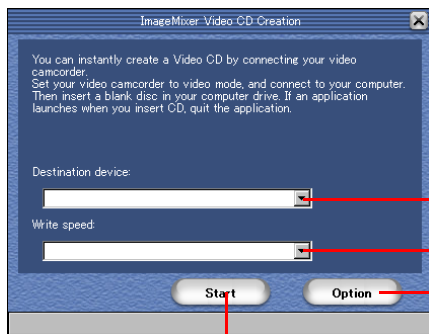 ImageMixer Video CD Creation
You can instantly create a Video CD by connecting your video
camcorder.
Set your video camcorder to video mode, and connect to your computer.
Then insert a blank disc in your computer drive. If an application
launches when you insert CD, quit the application.
Destination device:
Write speed:
Start Option